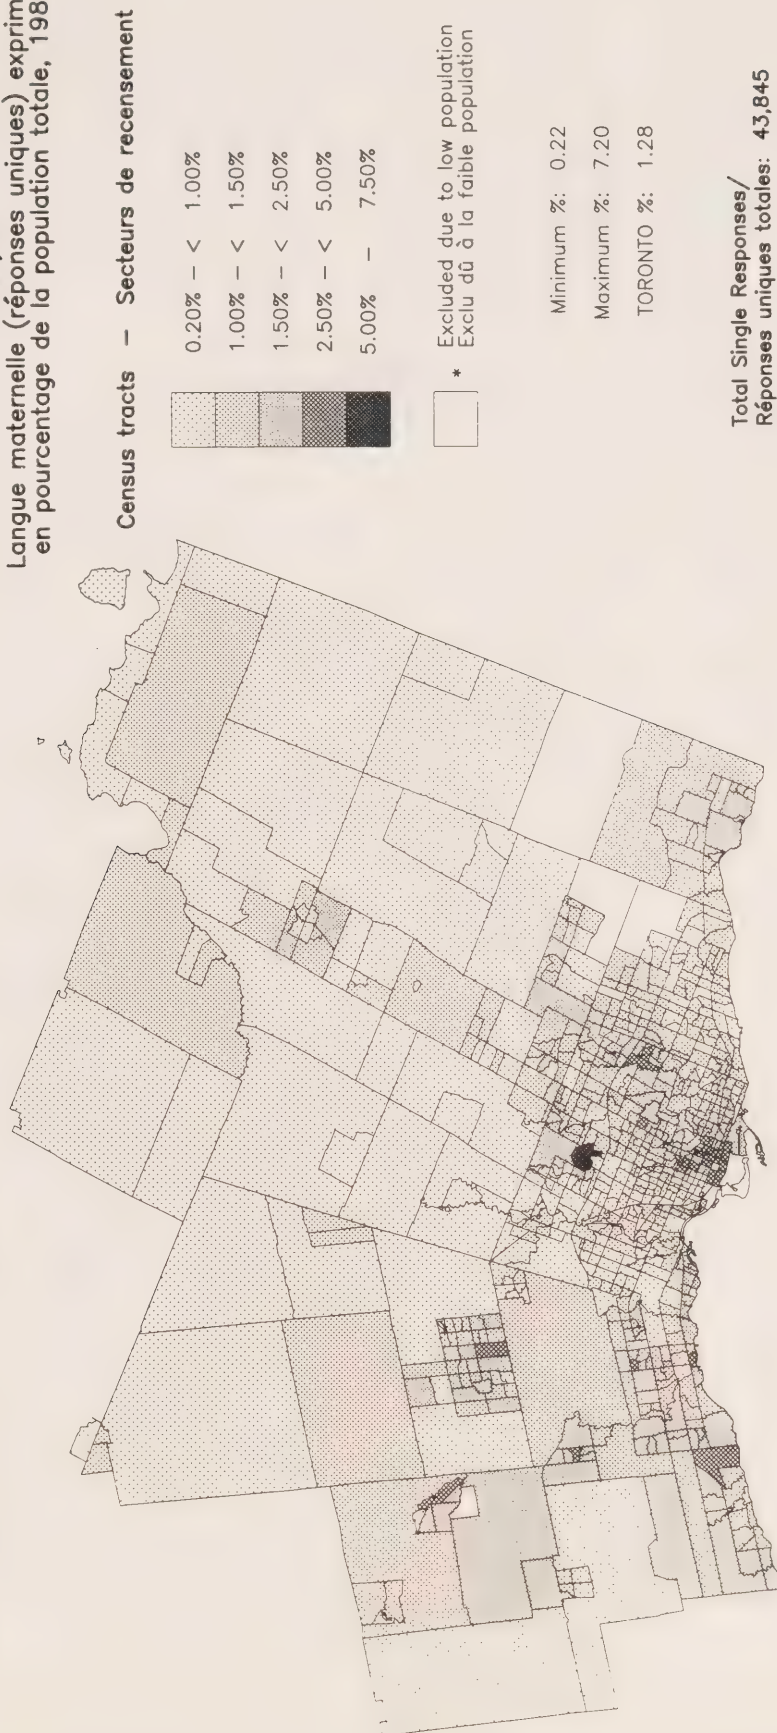 Langue maternelle (réponses uniques)
en pourcentage de la population totale,
Census tracts – Secteurs de recensement
0.20% – < 1.00%
1.00% – < 1.50%
1.50% – < 2.50%
2.50% – < 5.00%
5.00% – 7.50%
* Excluded due to low population
Exclu dû à la faible population
Minimum %: 0.22
Maximum %: 7.20
TORONTO %: 1.28
Total Single Responses/
Réponses uniques totales: 43,845